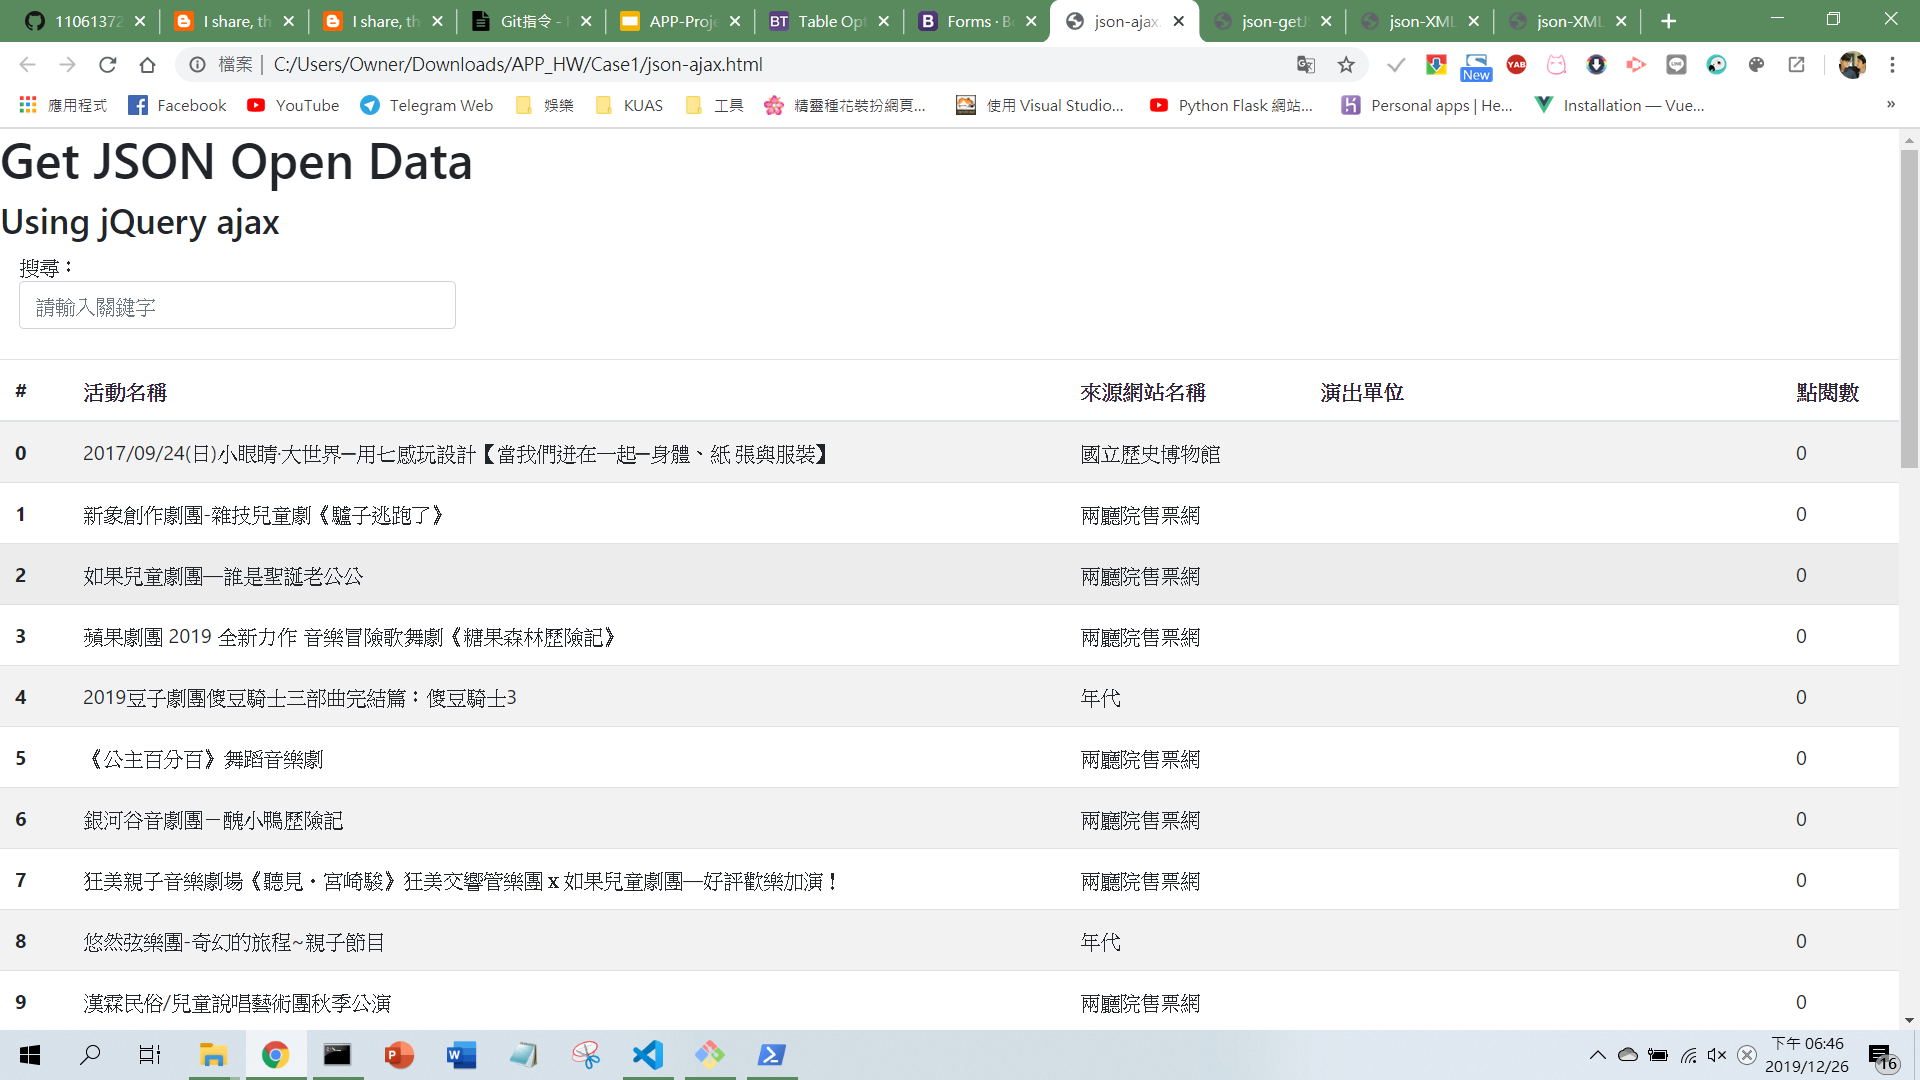 11061372
I share, th
I share, th
Git指令 -
APP-Proje
Table Opt
Forms · Bo
json-ajax.
json-getJS
json-XML
json-XML
檔案 | C:/Users/Owner/Downloads/APP_HW/Case1/json-ajax.html
New
YAB
應用程式
Facebook
YouTube
Telegram Web
娛樂
KUAS
工具
精靈種花裝扮網頁...
使用 Visual Studio...
Python Flask 網站...
Personal apps | He...
Installation — Vue...
»
Get JSON Open Data
Using jQuery ajax
搜尋：
請輸入關鍵字
# 活動名稱 來源網站名稱 演出單位 點閱數
0 2017/09/24(日)小眼睛‧大世界─用七感玩設計【當我們迸在一起─身體、紙 張與服裝】 國立歷史博物館 0
1 新象創作劇團-雜技兒童劇《驢子逃跑了》 兩廳院售票網 0
2 如果兒童劇團—誰是聖誕老公公 兩廳院售票網 0
3 蘋果劇團 2019 全新力作 音樂冒險歌舞劇《糖果森林歷險記》 兩廳院售票網 0
4 2019豆子劇團傻豆騎士三部曲完結篇：傻豆騎士3 年代 0
5 《公主百分百》舞蹈音樂劇 兩廳院售票網 0
6 銀河谷音劇團－醜小鴨歷險記 兩廳院售票網 0
7 狂美親子音樂劇場《聽見・宮崎駿》狂美交響管樂團 x 如果兒童劇團—好評歡樂加演！ 兩廳院售票網 0
8 悠然弦樂團-奇幻的旅程~親子節目 年代 0
9 漢霖民俗/兒童說唱藝術團秋季公演 兩廳院售票網 0
下午 06:46
2019/12/26
16